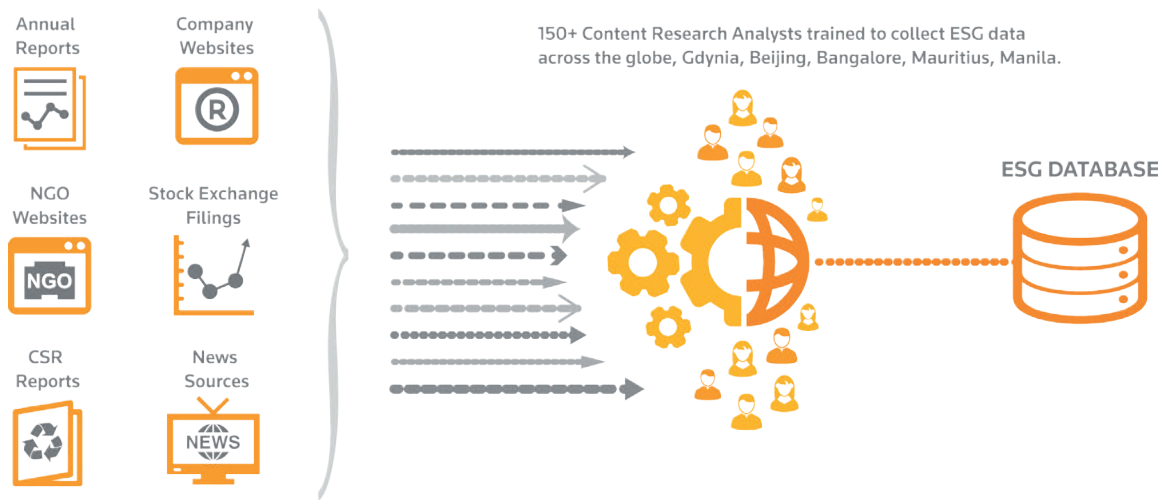 Annual
Reports
Company
Websites
R
NGO
Websites
NGO
Stock Exchange
Filings
CSR
Reports
News
Sources
NEWS
150+ Content Research Analysts trained to collect ESG data
across the globe, Gdynia, Beijing, Bangalore, Mauritius, Manila.
ESG DATABASE